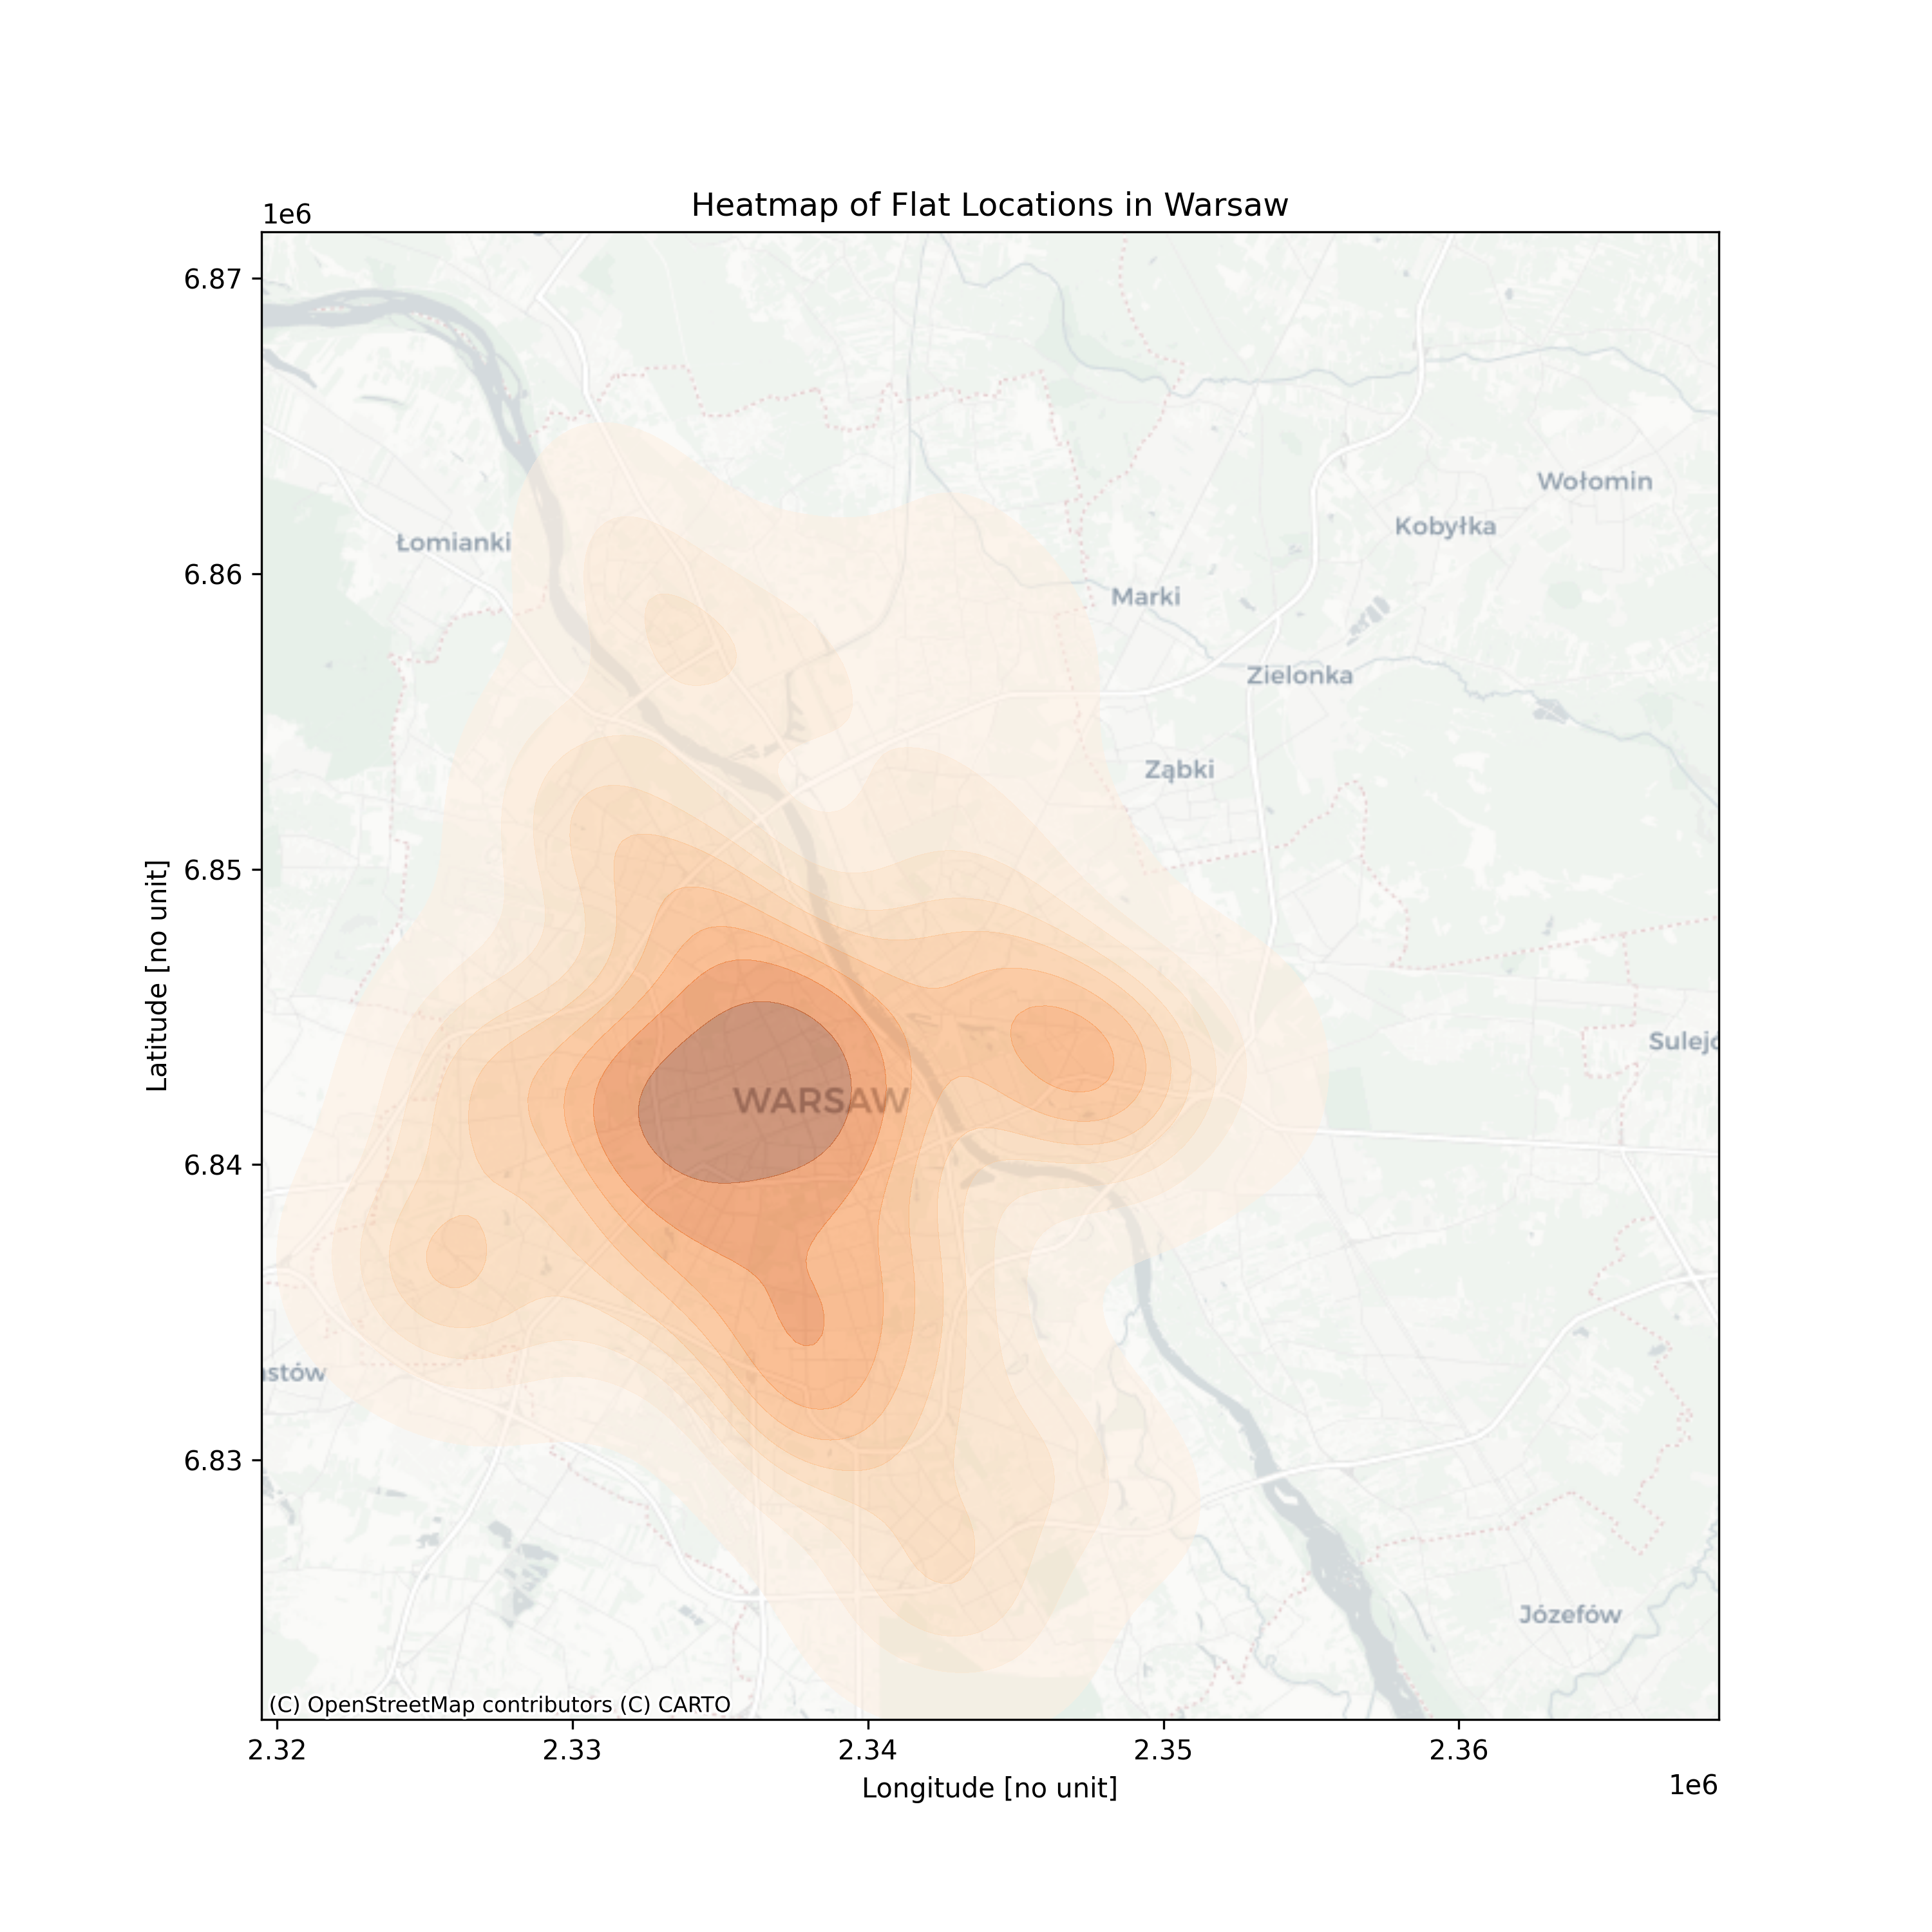 Heatmap of Flat Locations in Warsaw
1e6
6.87
6.86
6.85
6.84
6.83
Latitude [no unit]
Wołomin
Kobyłka
Łomianki
Marki
Zielonka
Ząbki
Sulejó
WARSAW
stów
Józefów
(C) OpenStreetMap contributors (C) CARTO
2.32 2.33 2.34 2.35 2.36
Longitude [no unit]
1e6